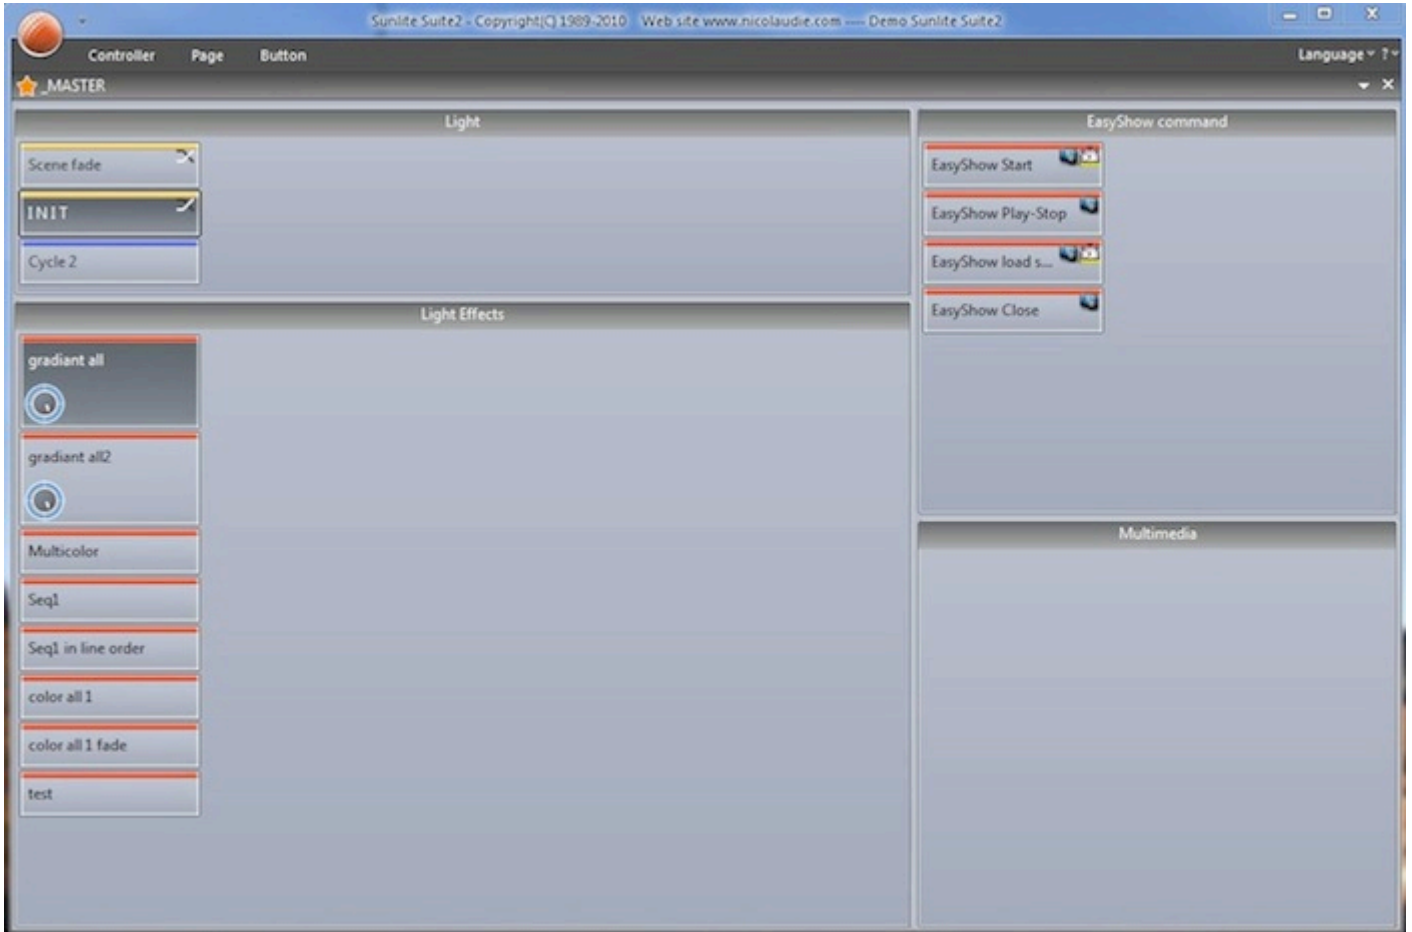 Sunlite Suite2 - Copyright(C) 1989-2010 Web site www.nicolaudie.com ---- Demo Sunlite Suite2
Controller Page Button Language ?
_MASTER
Light
Scene fade
INIT
Cycle 2
Light Effects
gradiant all
gradiant all2
Multicolor
Seq1
Seq1 in line order
color all 1
color all 1 fade
test
EasyShow command
EasyShow Start
EasyShow Play-Stop
EasyShow load s...
EasyShow Close
Multimedia